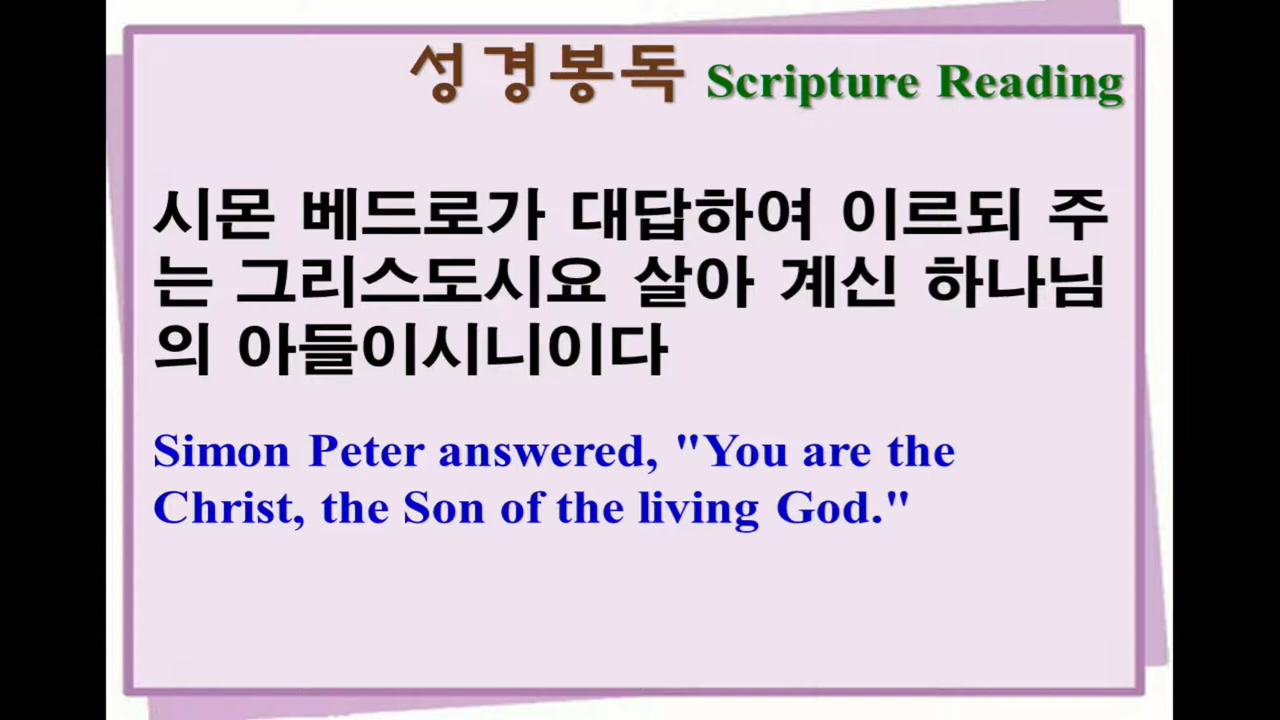 성경봉독 Scripture Reading
시몬 베드로가 대답하여 이르되 주
는 그리스도시요 살아 계신 하나님
의 아들이시니이다
Simon Peter answered, "You are the
Christ, the Son of the living God."